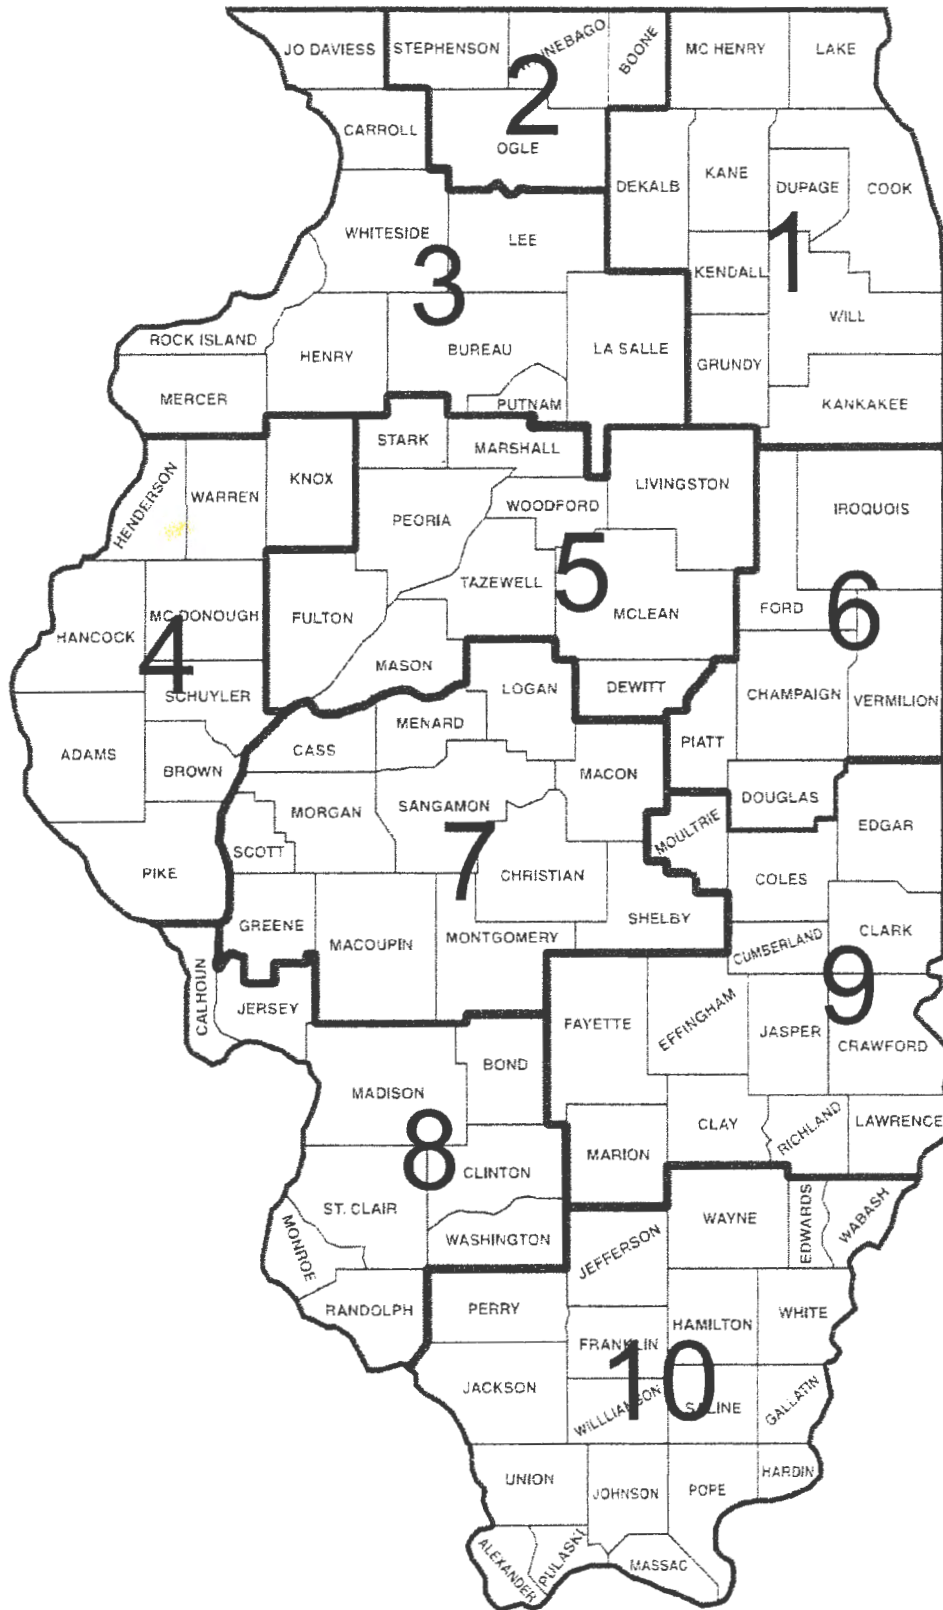 JO DAVIESS
STEPHENSON
WINNEBAGO
BOONE
MC HENRY
LAKE
2
CARROLL
OGLE
DEKALB
KANE
DUPAGE
COOK
WHITESIDE
LEE
1
3
KENDALL
WILL
ROCK ISLAND
HENRY
BUREAU
LA SALLE
GRUNDY
MERCER
PUTNAM
KANKAKEE
STARK
MARSHALL
HENDERSON
WARREN
KNOX
PEORIA
WOODFORD
LIVINGSTON
IROQUOIS
5
TAZEWELL
MCLEAN
FORD
6
HANCOCK
MC DONOUGH
FULTON
4
MASON
SCHUYLER
LOGAN
DEWITT
CHAMPAIGN
VERMILION
MENARD
ADAMS
CASS
PIATT
BROWN
MACON
MORGAN
SANGAMON
DOUGLAS
MOULTRIE
EDGAR
SCOTT
7
PIKE
CHRISTIAN
COLES
GREENE
SHELBY
MACOUPIN
MONTGOMERY
CUMBERLAND
CLARK
CALHOUN
JERSEY
9
FAYETTE
EFFINGHAM
JASPER
CRAWFORD
BOND
MADISON
8
CLAY
RICHLAND
LAWRENCE
MARION
CLINTON
ST. CLAIR
WAYNE
EDWARDS
WABASH
MONROE
WASHINGTON
JEFFERSON
RANDOLPH
PERRY
HAMILTON
WHITE
FRANKLIN
10
JACKSON
WILLLIAMSON
SALINE
GALLATIN
UNION
JOHNSON
POPE
HARDIN
ALEXANDER
PULASKI
MASSAC